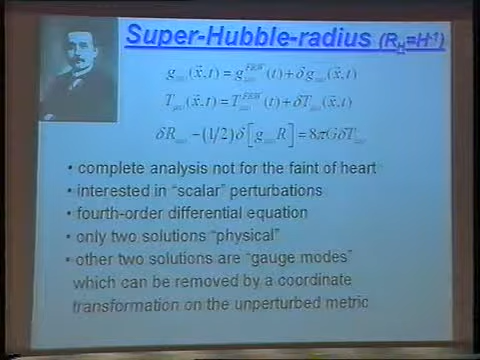 Super-Hubble-radius (R_H=H⁻¹)
g_μν(x⃗,t) = g_μν^FRW(t) + δg_μν(x⃗,t)
T_μν(x⃗,t) = T_μν^FRW(t) + δT_μν(x⃗,t)
δR_μν − (1/2)δ[g_μν R] = 8πGδT_μν
• complete analysis not for the faint of heart
• interested in “scalar” perturbations
• fourth-order differential equation
• only two solutions “physical”
• other two solutions are “gauge modes”
which can be removed by a coordinate
transformation on the unperturbed metric